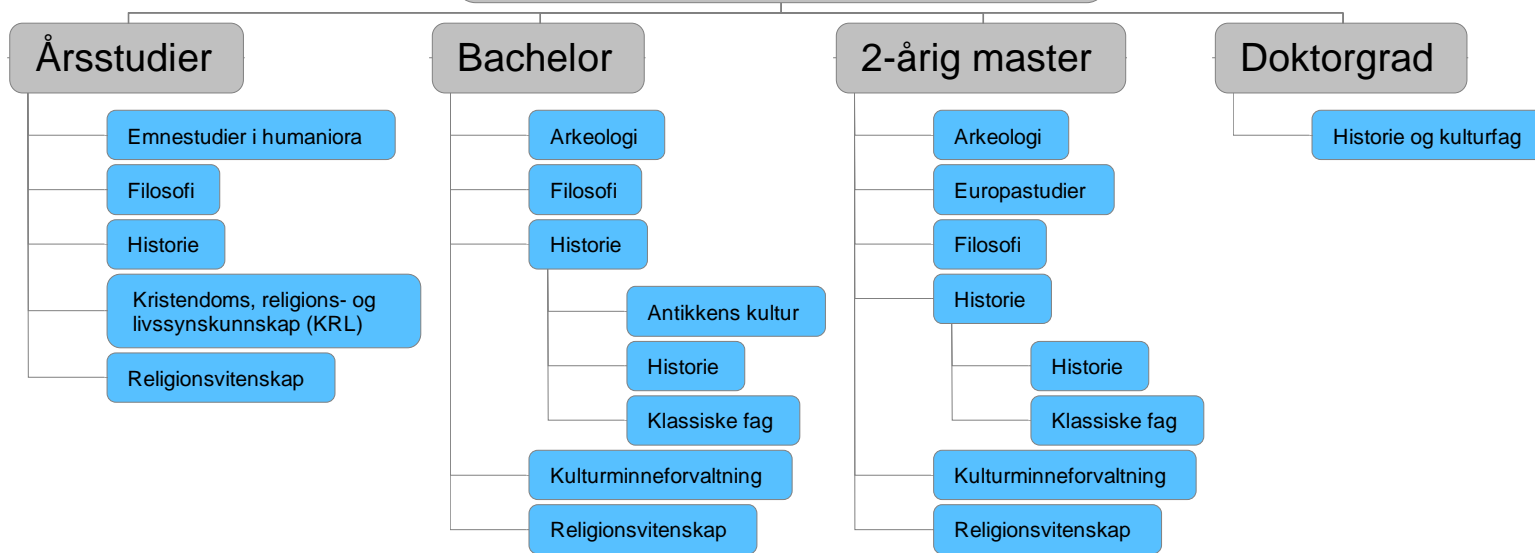 Årsstudier
Emnestudier i humaniora
Filosofi
Historie
Kristendoms, religions- og
livssynskunnskap (KRL)
Religionsvitenskap
Bachelor
Arkeologi
Filosofi
Historie
Antikkens kultur
Historie
Klassiske fag
Kulturminneforvaltning
Religionsvitenskap
2-årig master
Arkeologi
Europastudier
Filosofi
Historie
Historie
Klassiske fag
Kulturminneforvaltning
Religionsvitenskap
Doktorgrad
Historie og kulturfag